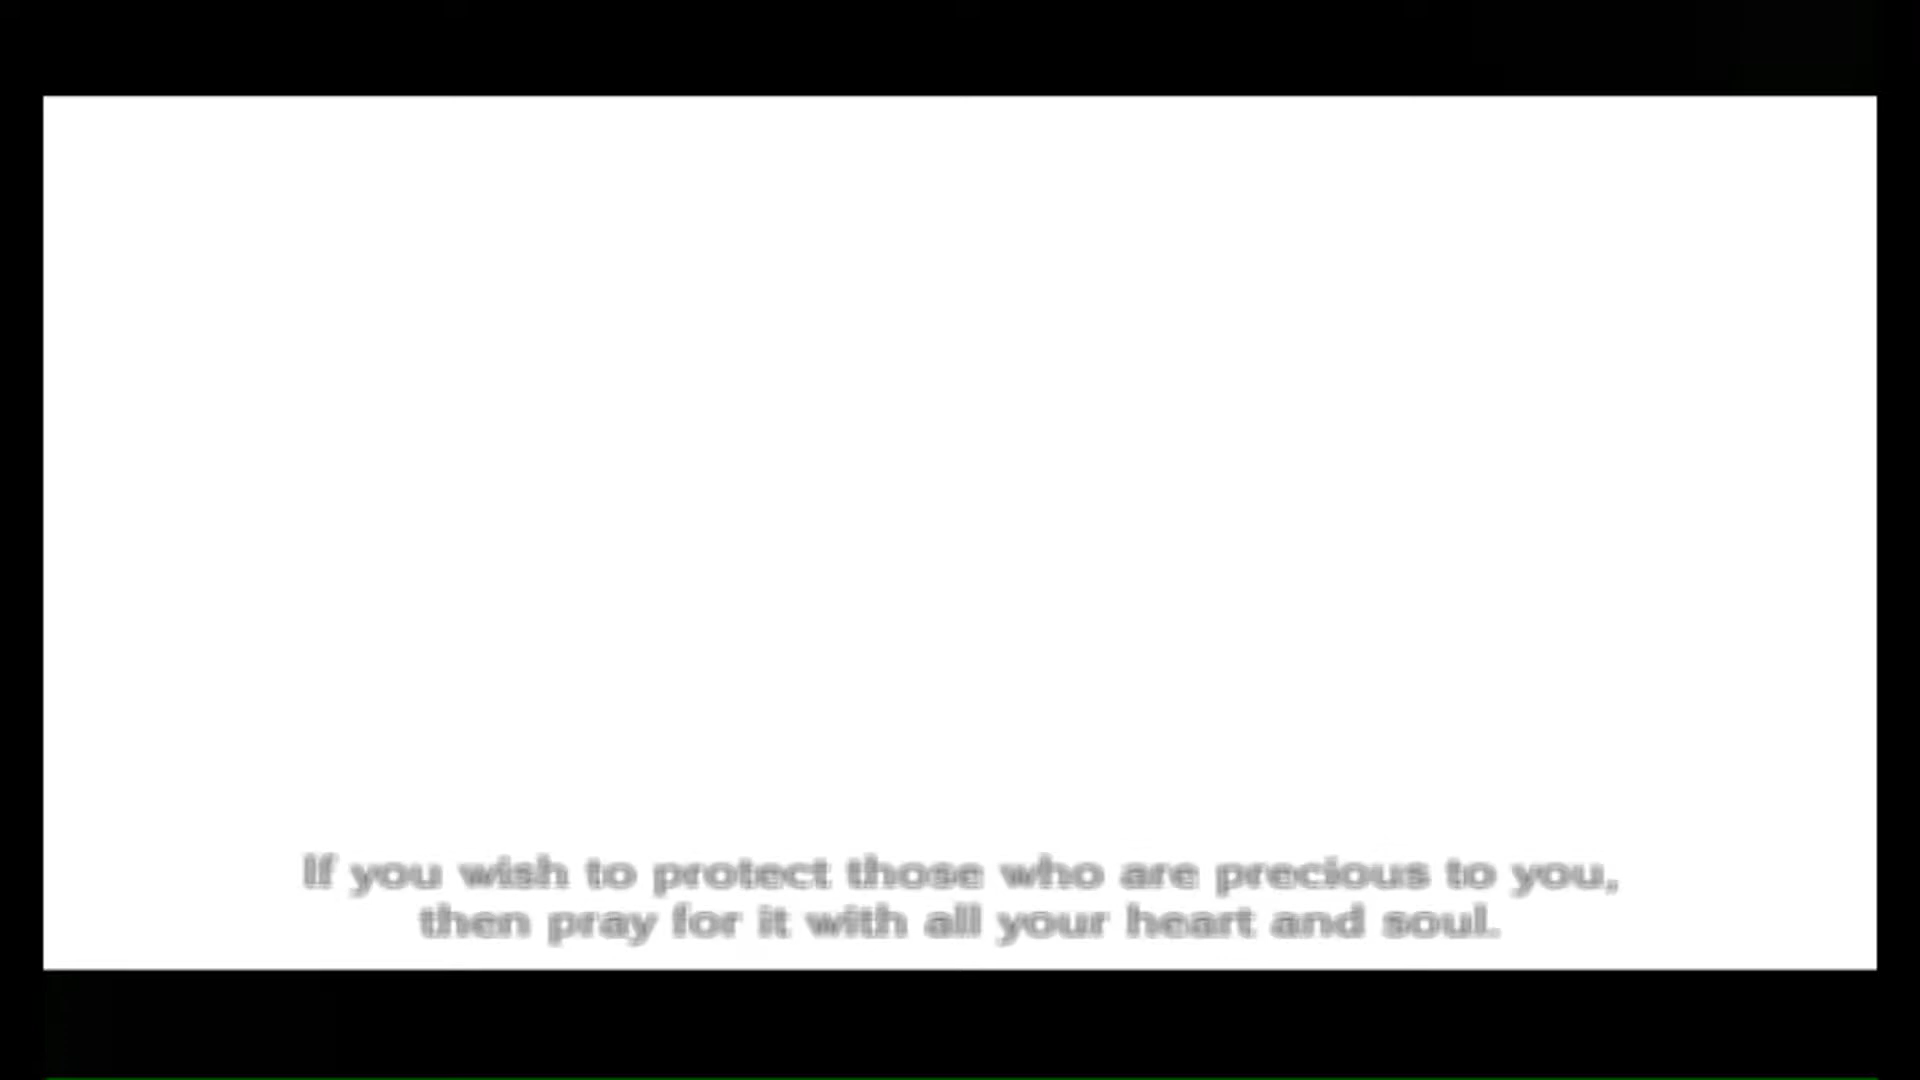 If you wish to protect those who are precious to you,
then pray for it with all your heart and soul.